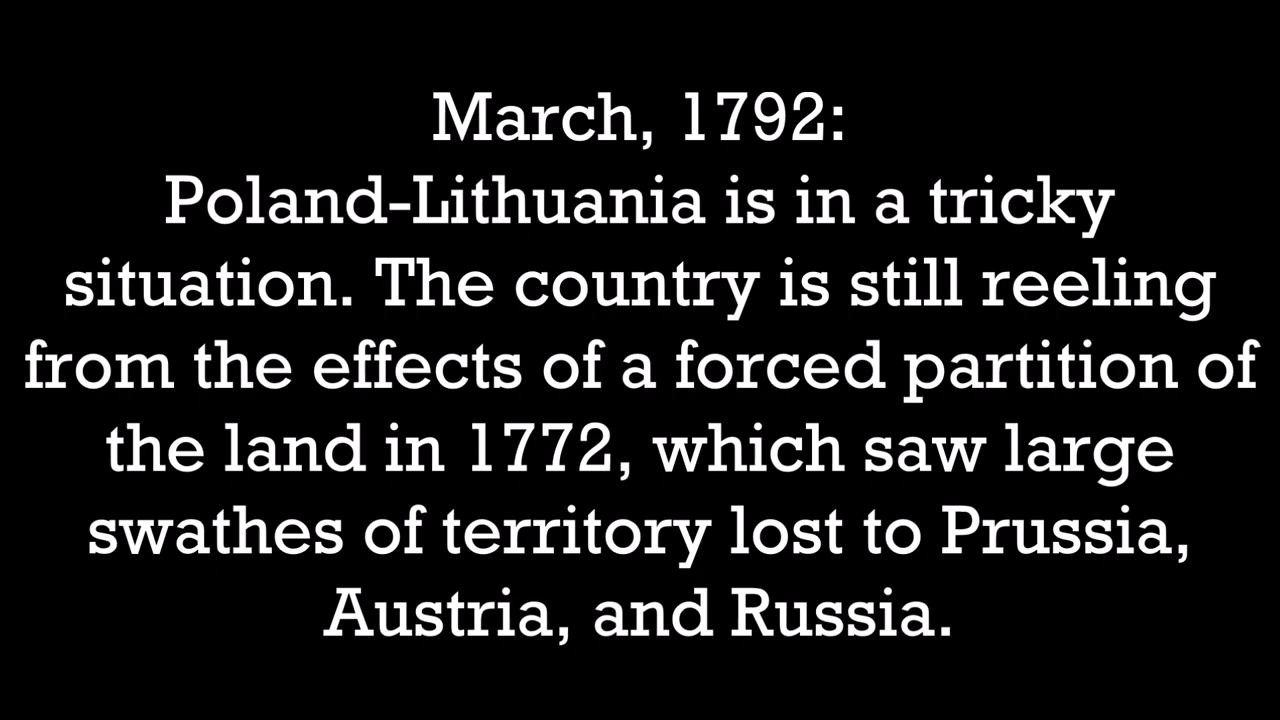 March, 1792:
Poland-Lithuania is in a tricky
situation. The country is still reeling
from the effects of a forced partition of
the land in 1772, which saw large
swathes of territory lost to Prussia,
Austria, and Russia.